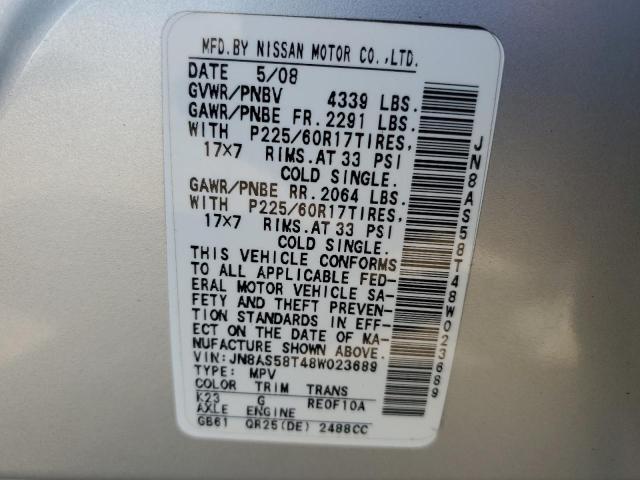 MFD.BY NISSAN MOTOR CO.,LTD.
DATE 5/08
GVWR/PNBV 4339 LBS.
GAWR/PNBE FR. 2291 LBS.
WITH P225/60R17TIRES,
17×7 RIMS.AT 33 PSI
COLD SINGLE.
GAWR/PNBE RR. 2064 LBS.
WITH P225/60R17TIRES,
17×7 RIMS.AT 33 PSI
COLD SINGLE.
THIS VEHICLE CONFORMS
TO ALL APPLICABLE FED-
ERAL MOTOR VEHICLE SA-
FETY AND THEFT PREVEN-
TION STANDARDS IN EFF-
ECT ON THE DATE OF MA-
NUFACTURE SHOWN ABOVE.
VIN: JN8AS58T48W023689
TYPE: MPV
COLOR TRIM TRANS
K23 G RE0F10A
AXLE ENGINE
GB61 QR25(DE) 2488CC
JN8AS58T48W023689